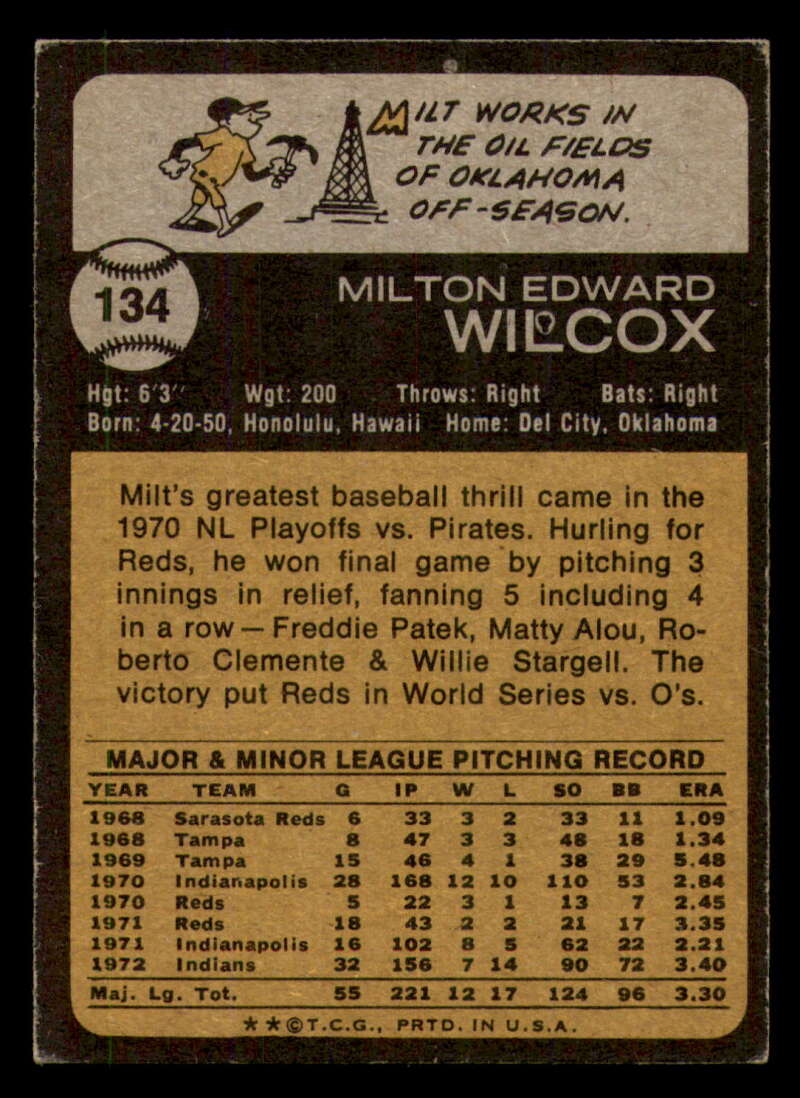 MILT WORKS IN
THE OIL FIELDS
OF OKLAHOMA
OFF-SEASON.
134
MILTON EDWARD
WILCOX
Hgt: 6'3" Wgt: 200 Throws: Right Bats: Right
Born: 4-20-50, Honolulu, Hawaii Home: Del City, Oklahoma
Milt's greatest baseball thrill came in the
1970 NL Playoffs vs. Pirates. Hurling for
Reds, he won final game by pitching 3
innings in relief, fanning 5 including 4
in a row — Freddie Patek, Matty Alou, Ro-
berto Clemente & Willie Stargell. The
victory put Reds in World Series vs. O's.
MAJOR & MINOR LEAGUE PITCHING RECORD
YEAR TEAM G IP W L SO BB ERA
1968 Sarasota Reds 6 33 3 2 33 11 1.09
1968 Tampa 8 47 3 3 48 18 1.34
1969 Tampa 15 46 4 1 38 29 5.48
1970 Indianapolis 28 168 12 10 110 53 2.84
1970 Reds 5 22 3 1 13 7 2.45
1971 Reds 18 43 2 2 21 17 3.35
1971 Indianapolis 16 102 8 5 62 22 2.21
1972 Indians 32 156 7 14 90 72 3.40
Maj. Lg. Tot. 55 221 12 17 124 96 3.30
★ ★ © T.C.G., PRTD. IN U.S.A.